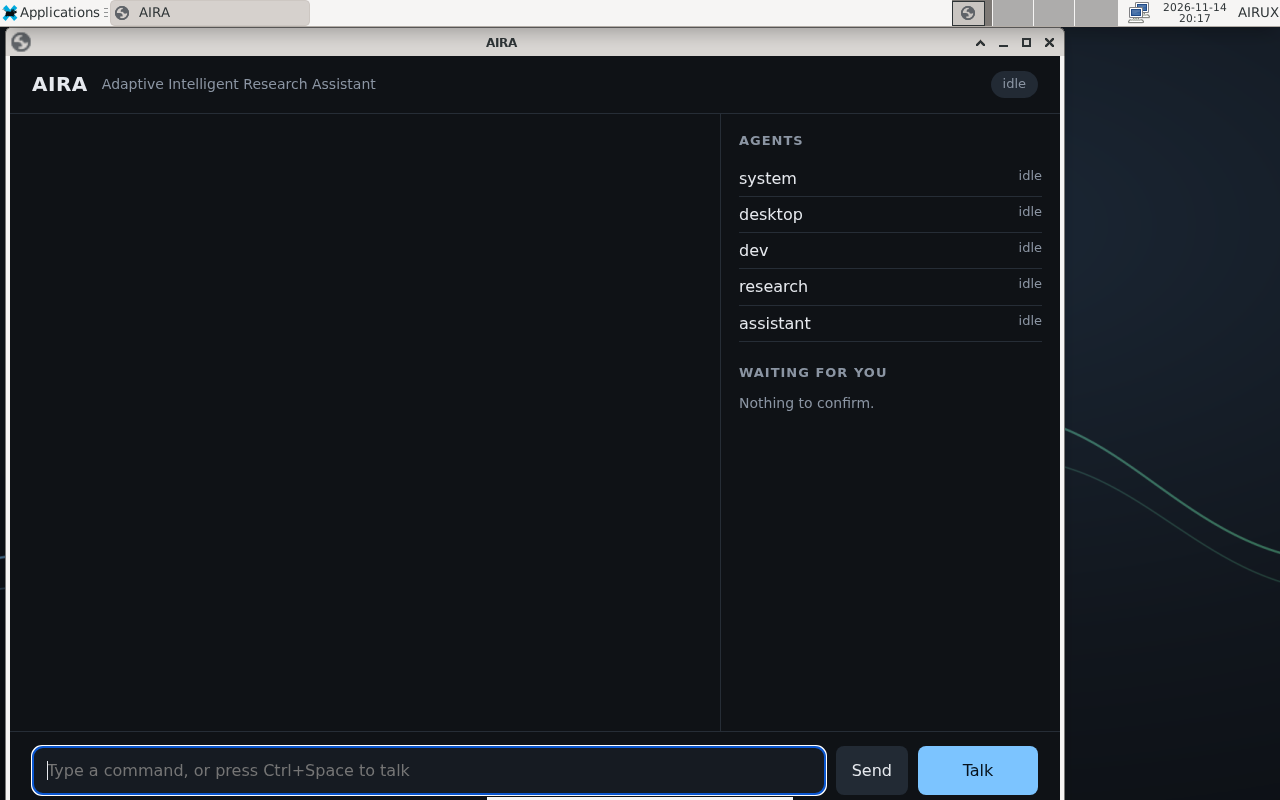 Applications
AIRA
2026-11-14
20:17
AIRUX
AIRA
AIRA Adaptive Intelligent Research Assistant idle
AGENTS
system idle
desktop idle
dev idle
research idle
assistant idle
WAITING FOR YOU
Nothing to confirm.
Type a command, or press Ctrl+Space to talk
Send
Talk